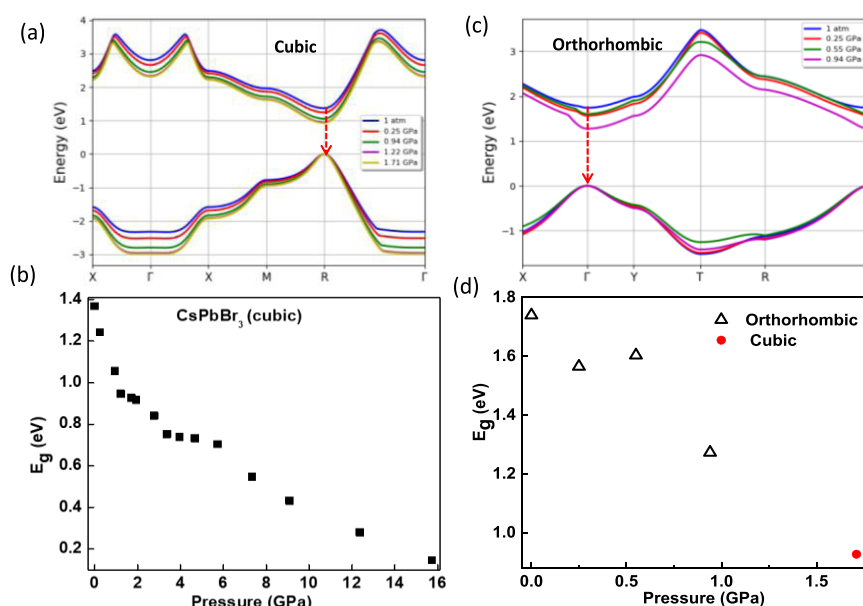 (a)
Cubic
Energy (eV)
4
3
2
1
0
−1
−2
−3
1 atm
0.25 GPa
0.94 GPa
1.22 GPa
1.71 GPa
X Γ X M R Γ
(c)
Orthorhombic
Energy (eV)
3
2
1
0
−1
1 atm
0.25 GPa
0.55 GPa
0.94 GPa
X Γ Y T R
(b)
CsPbBr3 (cubic)
Eg (eV)
1.4
1.2
1.0
0.8
0.6
0.4
0.2
0 2 4 6 8 10 12 14 16
Pressure (GPa)
(d)
Orthorhombic
Cubic
Eg (eV)
1.8
1.6
1.4
1.2
1.0
0.0 0.5 1.0 1.5
Pressure (GPa)